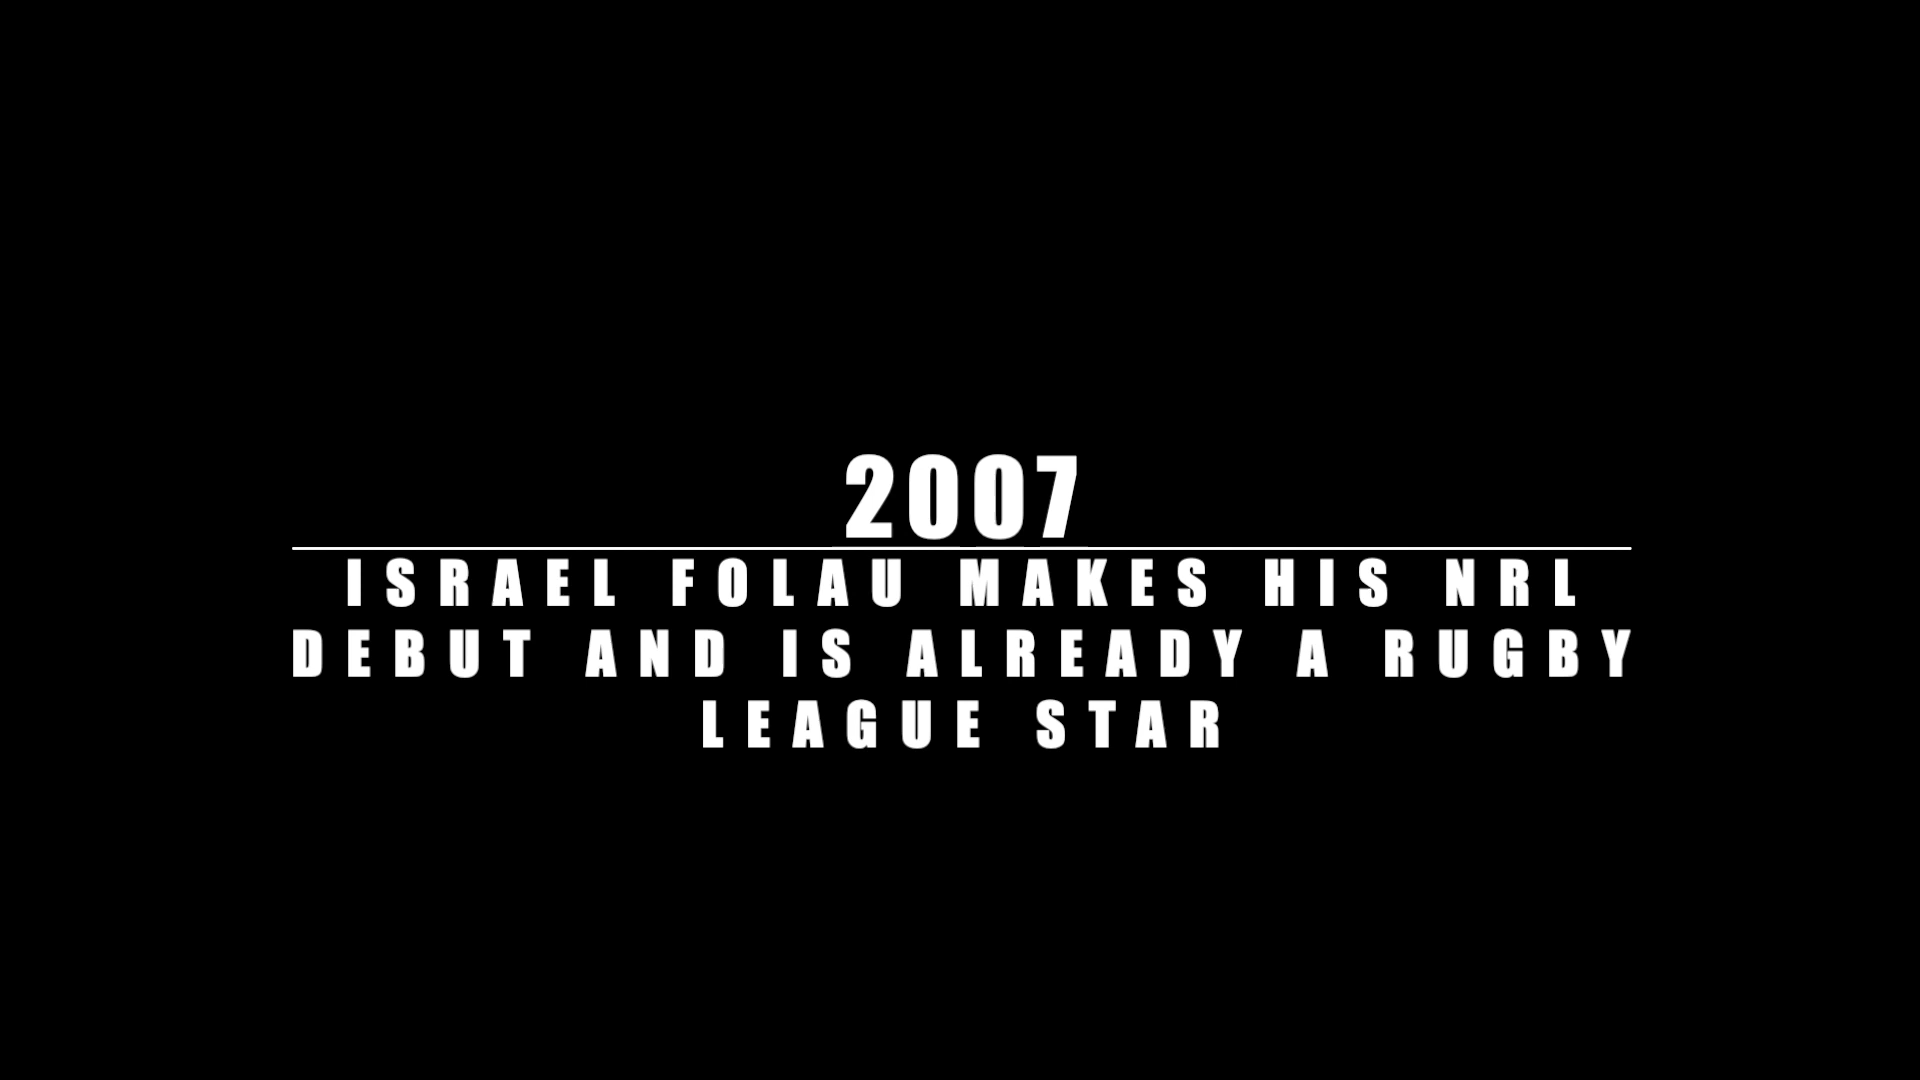 2007
ISRAEL FOLAU MAKES HIS NRL
DEBUT AND IS ALREADY A RUGBY
LEAGUE STAR